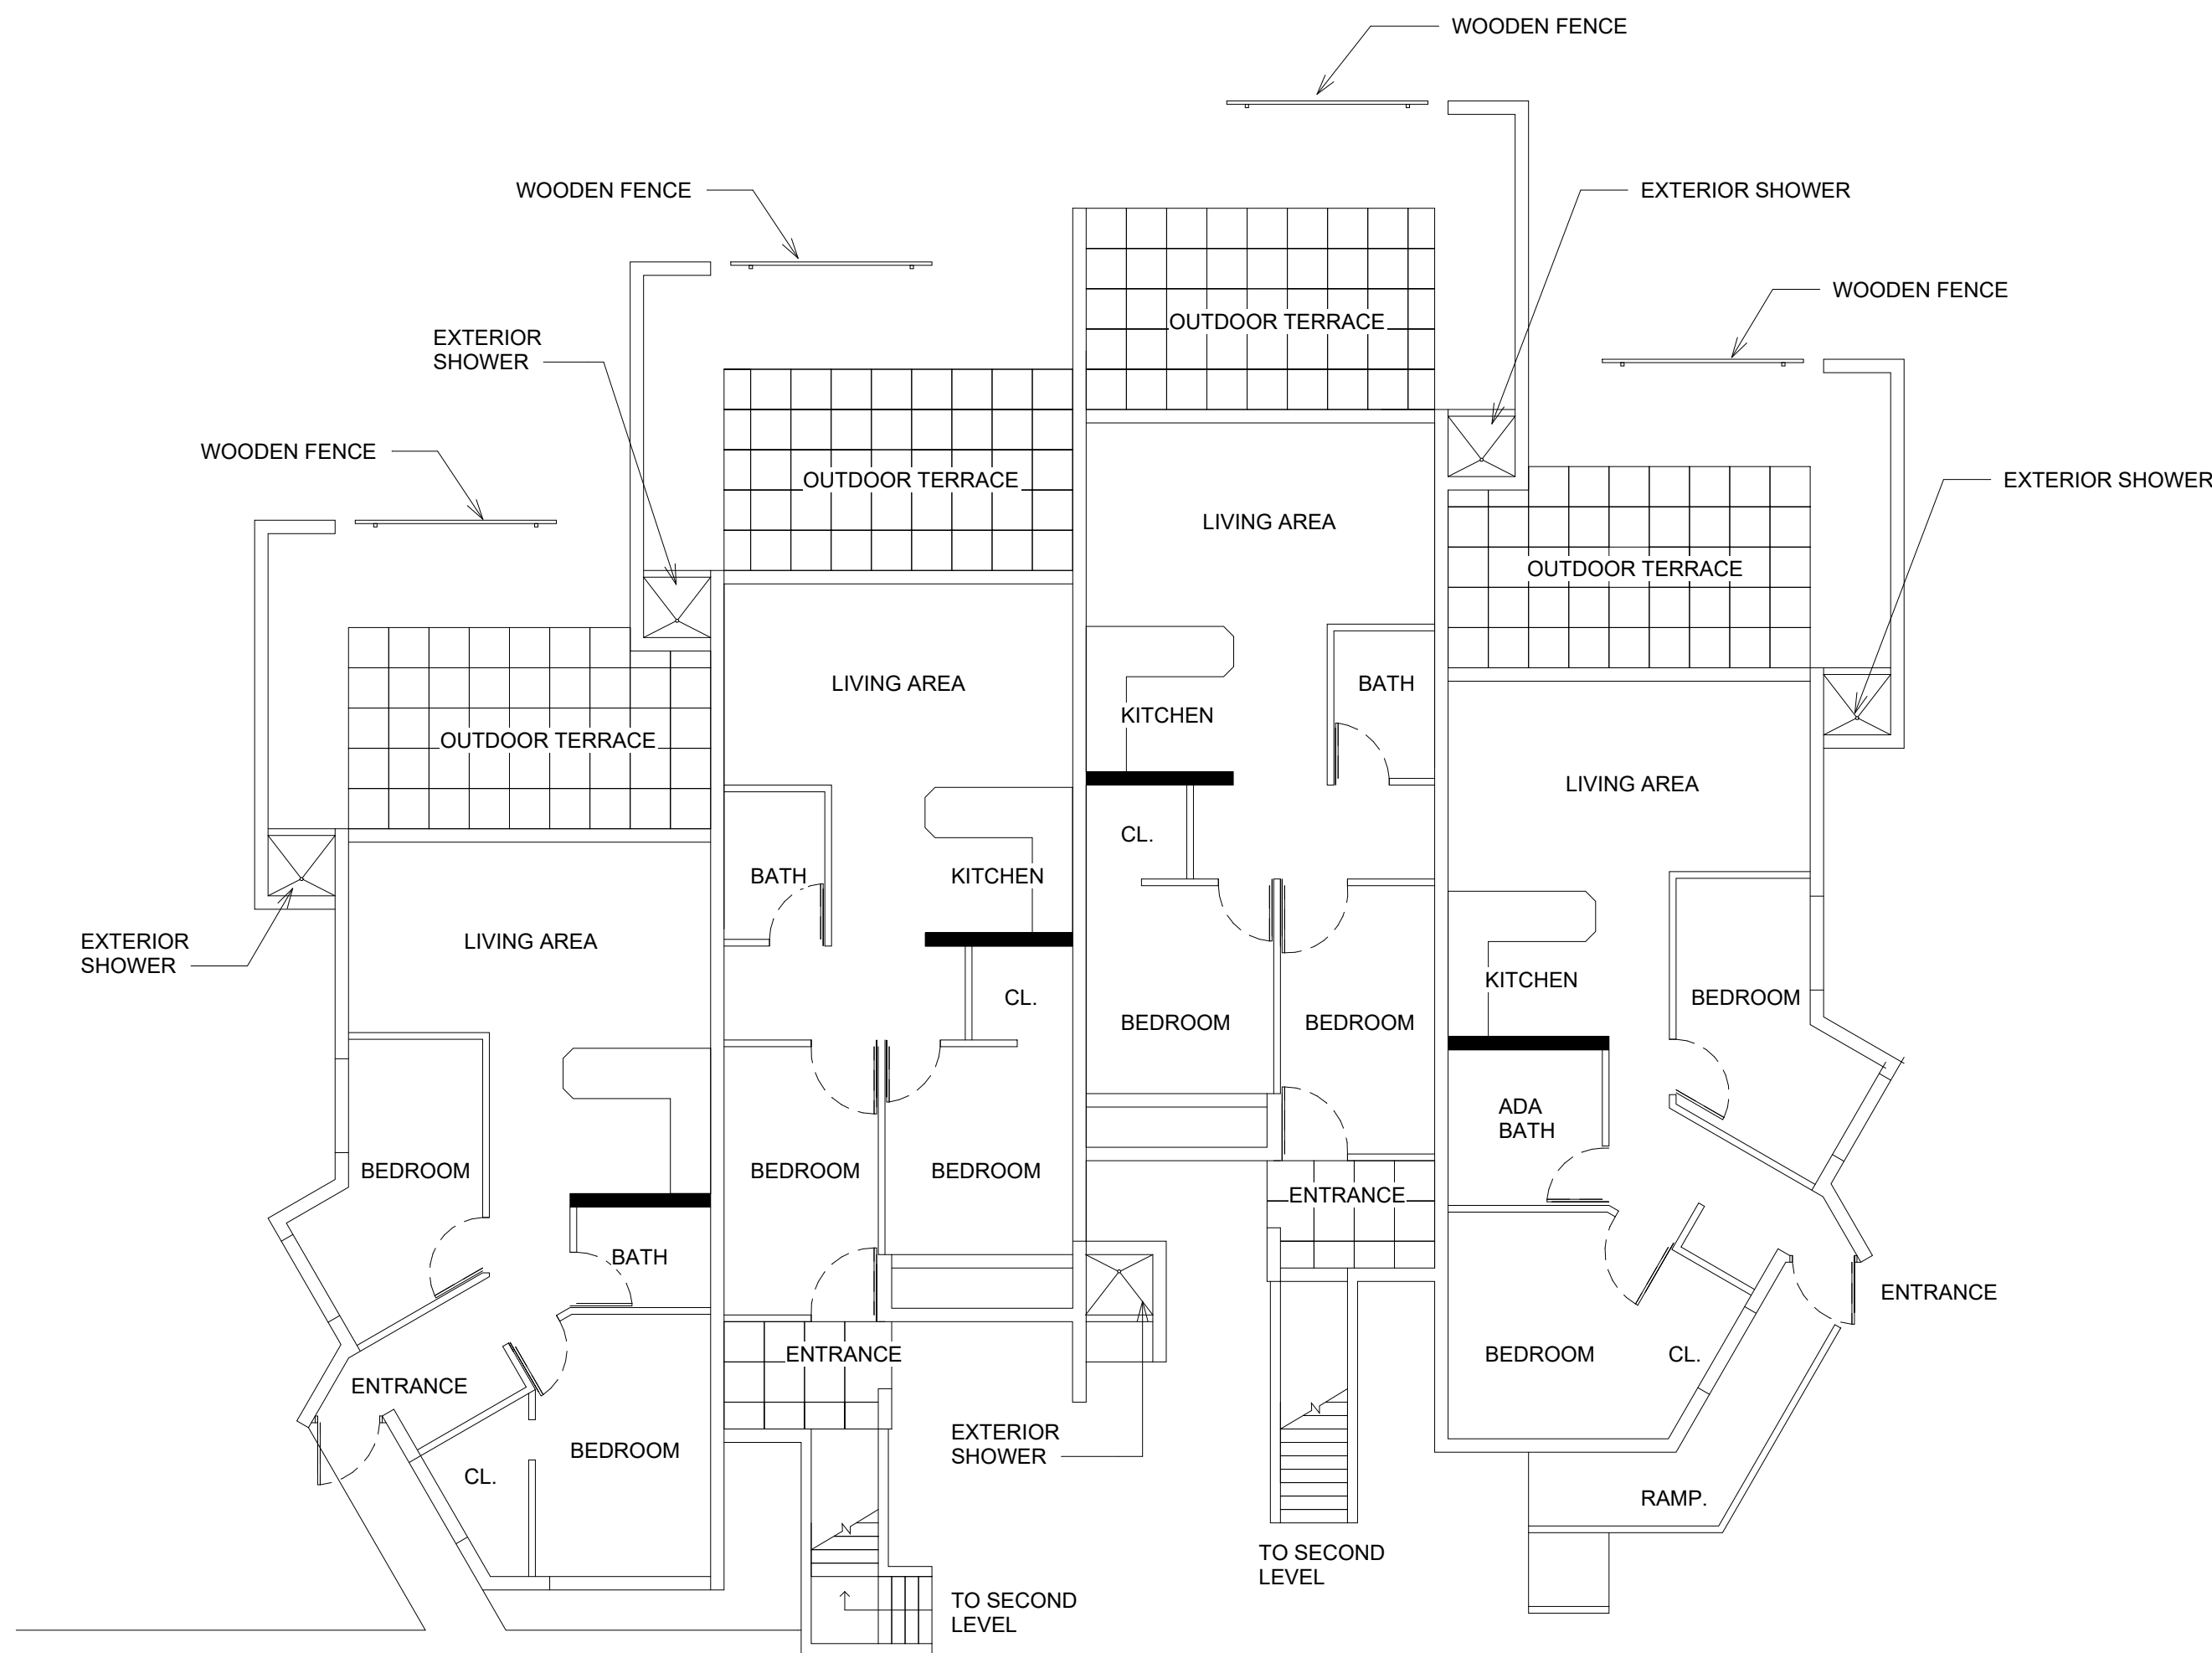 WOODEN FENCE
WOODEN FENCE
EXTERIOR SHOWER
WOODEN FENCE
OUTDOOR TERRACE
EXTERIOR
SHOWER
WOODEN FENCE
OUTDOOR TERRACE
EXTERIOR SHOWER
LIVING AREA
OUTDOOR TERRACE
LIVING AREA
BATH
KITCHEN
OUTDOOR TERRACE
LIVING AREA
CL.
BATH
KITCHEN
LIVING AREA
EXTERIOR
SHOWER
KITCHEN
CL.
BEDROOM
BEDROOM
BEDROOM
ADA
BATH
BEDROOM
BEDROOM
BEDROOM
ENTRANCE
BATH
ENTRANCE
ENTRANCE
BEDROOM
CL.
ENTRANCE
EXTERIOR
SHOWER
BEDROOM
CL.
RAMP.
TO SECOND
LEVEL
TO SECOND
LEVEL